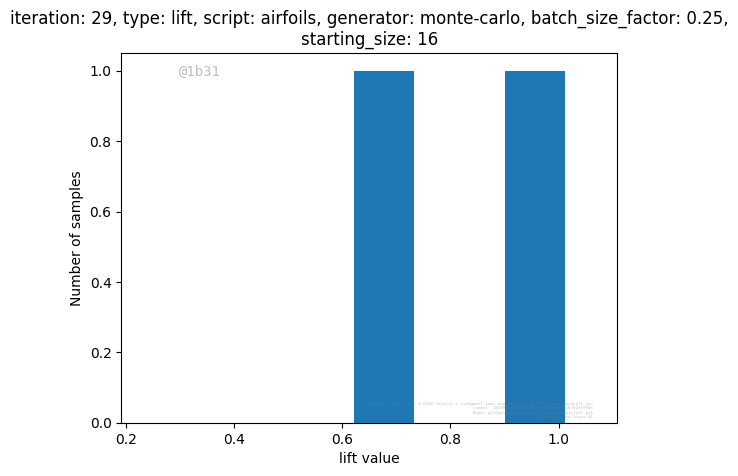 iteration: 29, type: lift, script: airfoils, generator: monte-carlo, batch_size_factor: 0.25,
starting_size: 16
@1b31
1.0
0.8
0.6
0.4
0.2
0.0
Number of samples
0.2 0.4 0.6 0.8 1.0
lift value